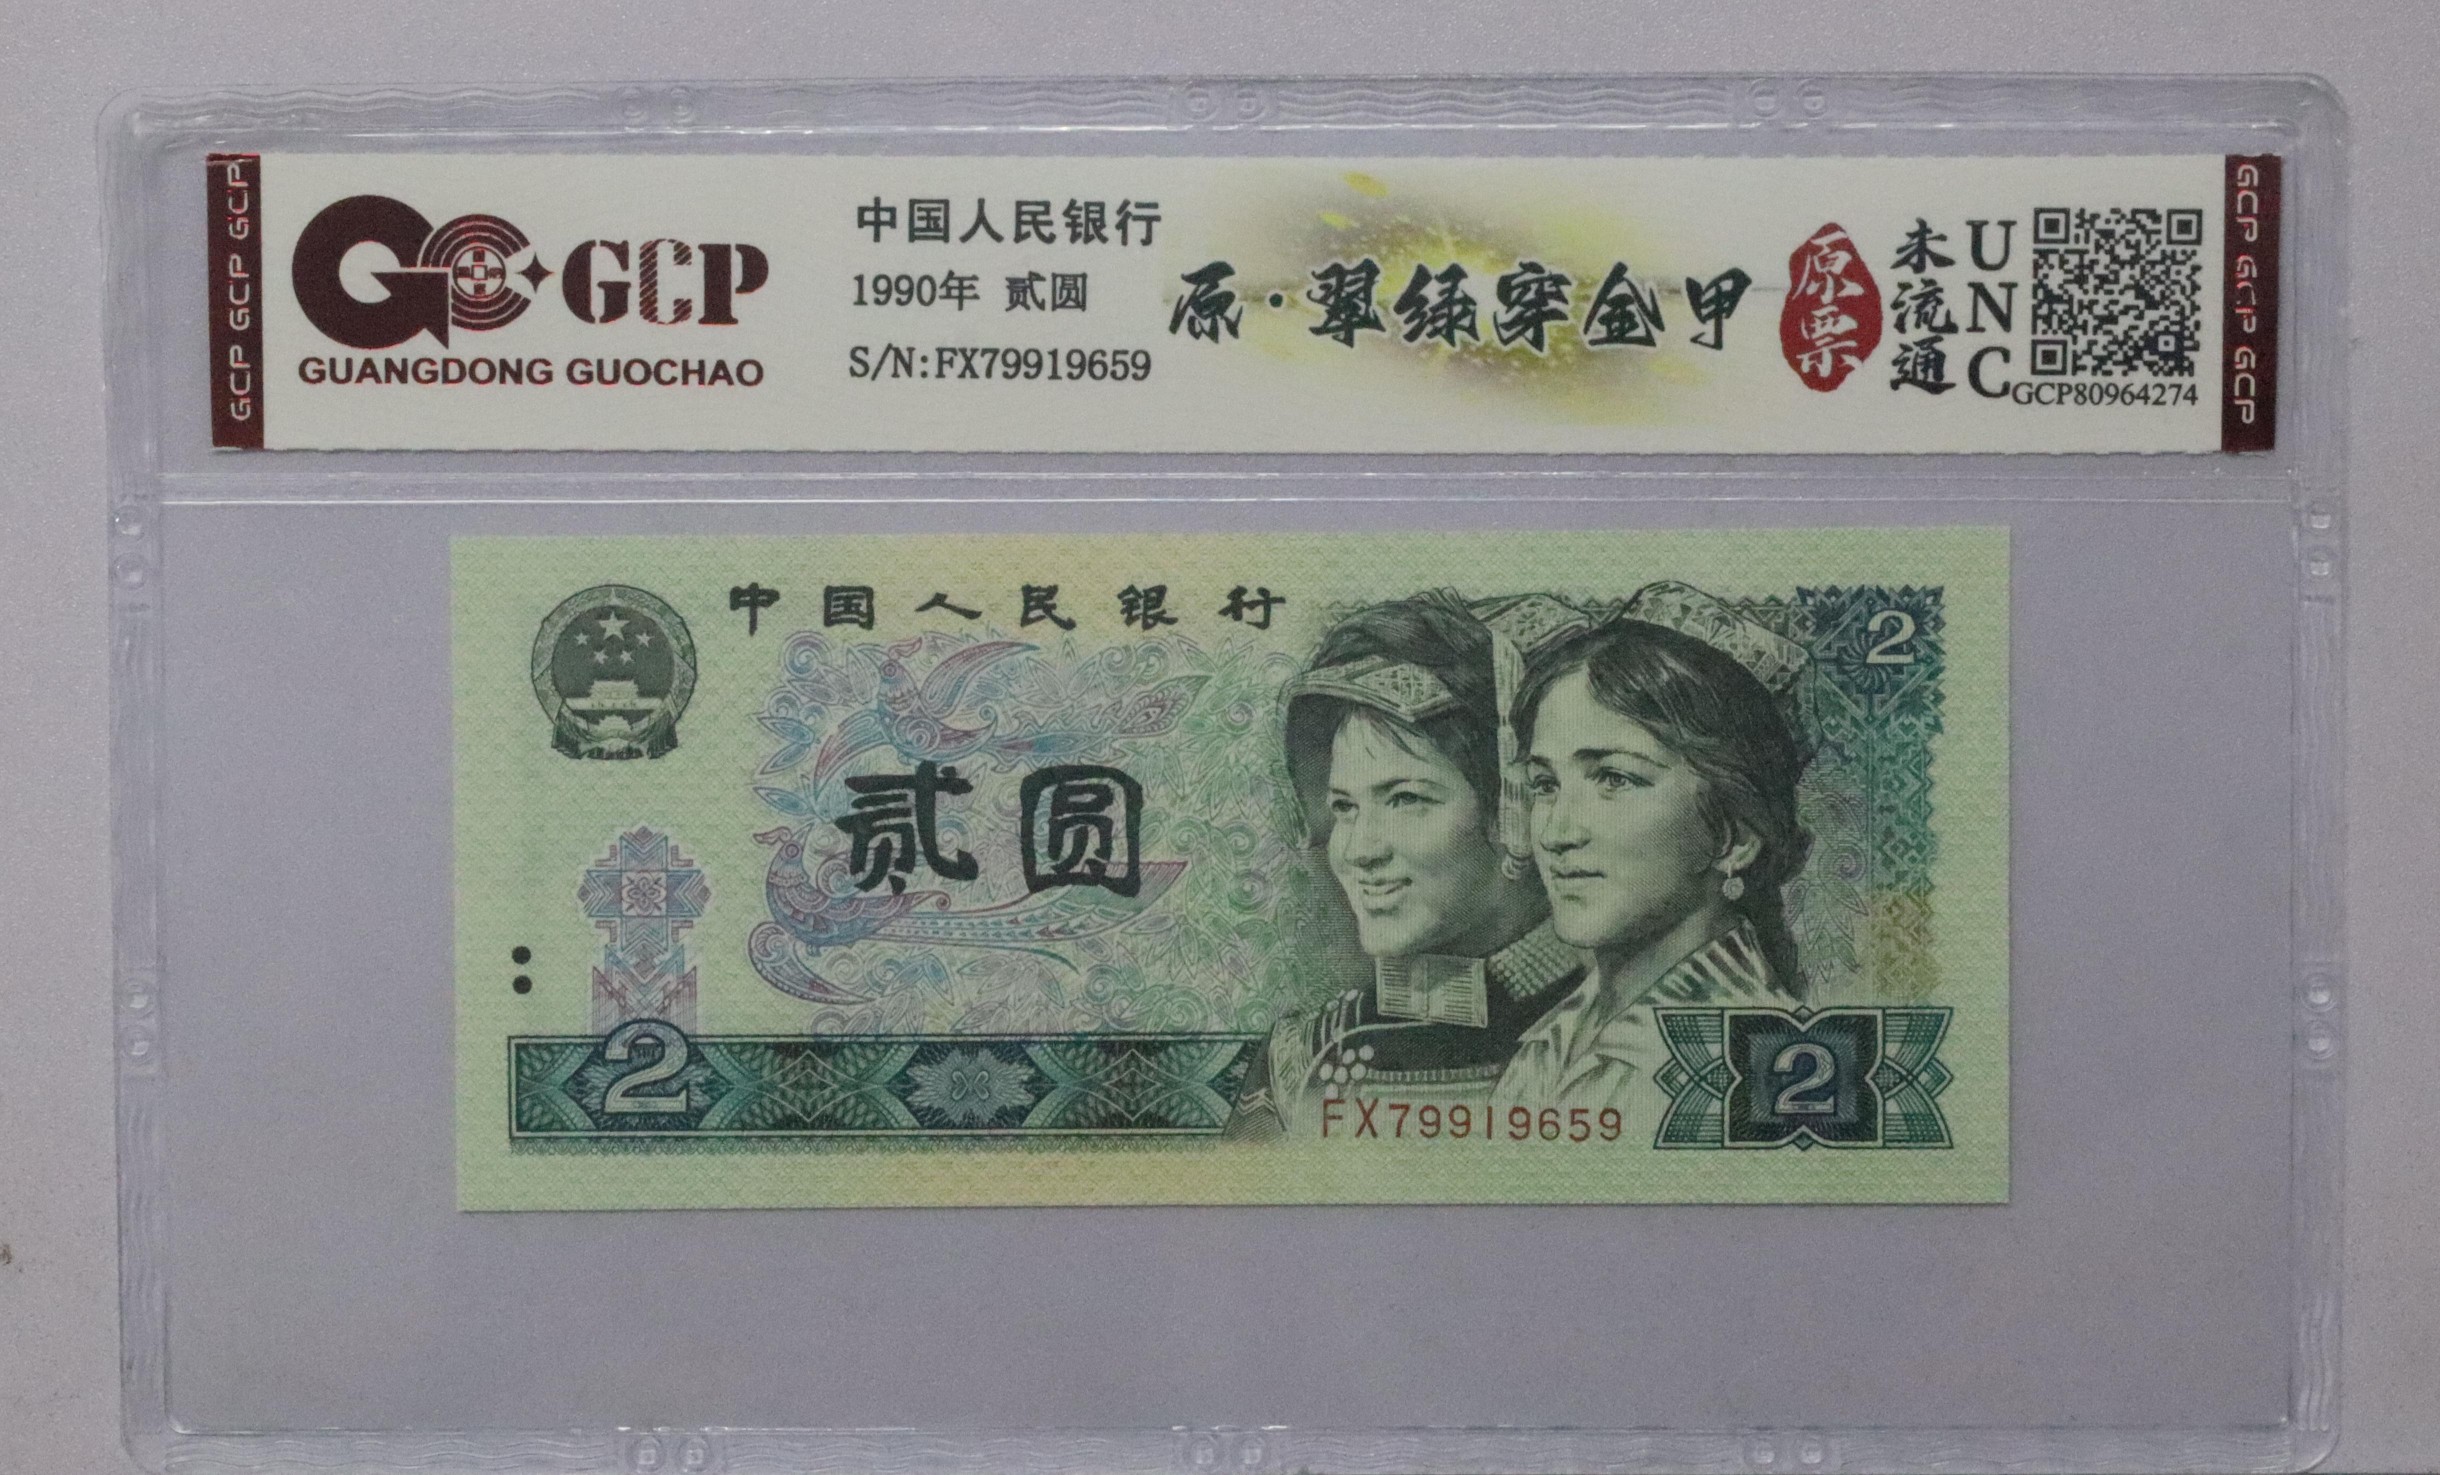 GCP GCP GCP
GCP
GUANGDONG GUOCHAO
中国人民银行
1990年 贰圆
S/N:FX79919659
原·翠绿穿金甲
原票
未流通
UNC
GCP80964274
GCP GCP GCP
中国人民银行
2
贰圆
2
2
FX79919659